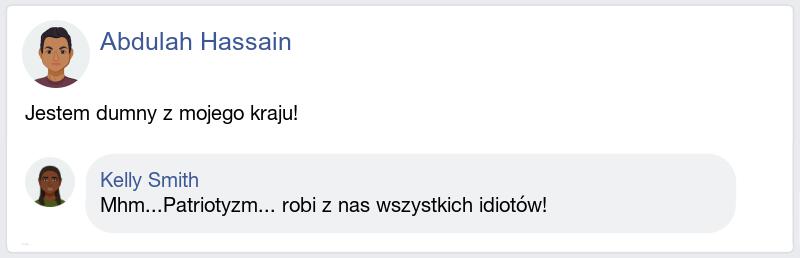 Abdulah Hassain
Jestem dumny z mojego kraju!
Kelly Smith
Mhm...Patriotyzm... robi z nas wszystkich idiotów!